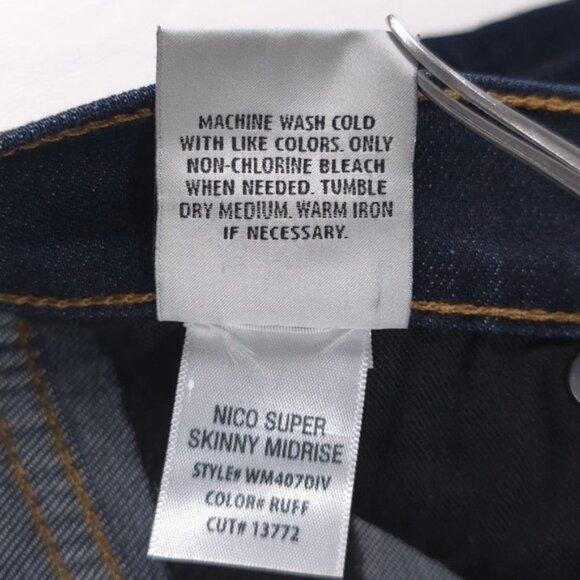 MACHINE WASH COLD
WITH LIKE COLORS. ONLY
NON-CHLORINE BLEACH
WHEN NEEDED. TUMBLE
DRY MEDIUM. WARM IRON
IF NECESSARY.
NICO SUPER
SKINNY MIDRISE
STYLE# WM407DIV
COLOR# RUFF
CUT# 13772